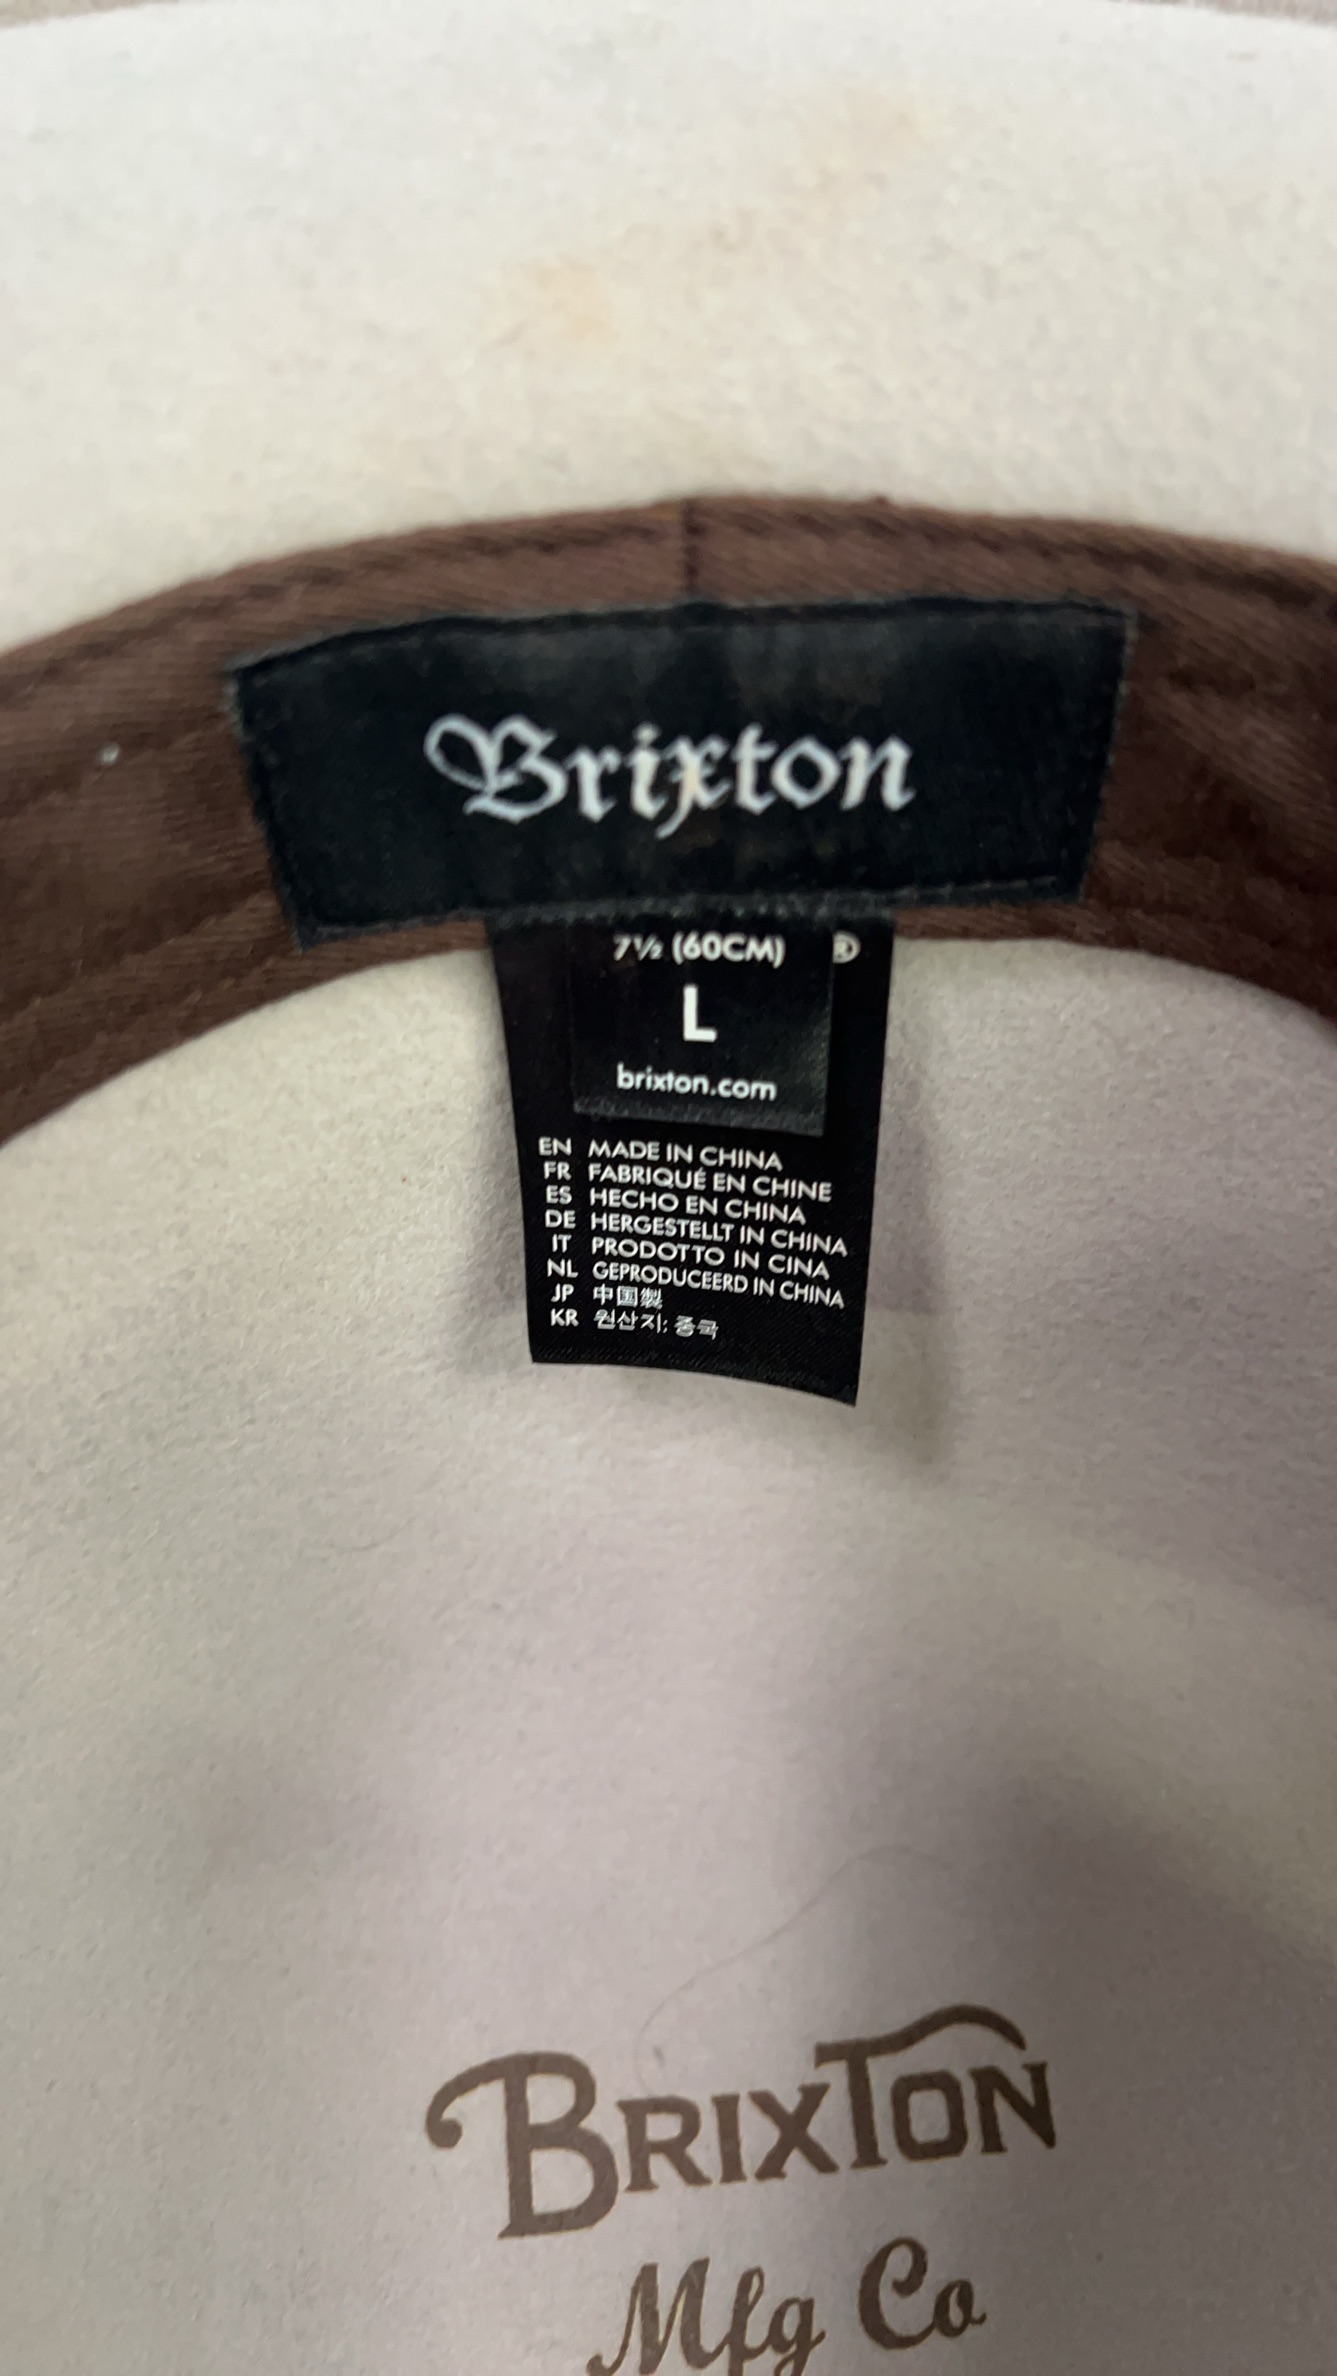 Brixton
7½ (60CM) ®
L
brixton.com
EN MADE IN CHINA
FR FABRIQUÉ EN CHINE
ES HECHO EN CHINA
DE HERGESTELLT IN CHINA
IT PRODOTTO IN CINA
NL GEPRODUCEERD IN CHINA
JP 中国製
KR 원산지: 중국
BRIXTON
Mfg Co